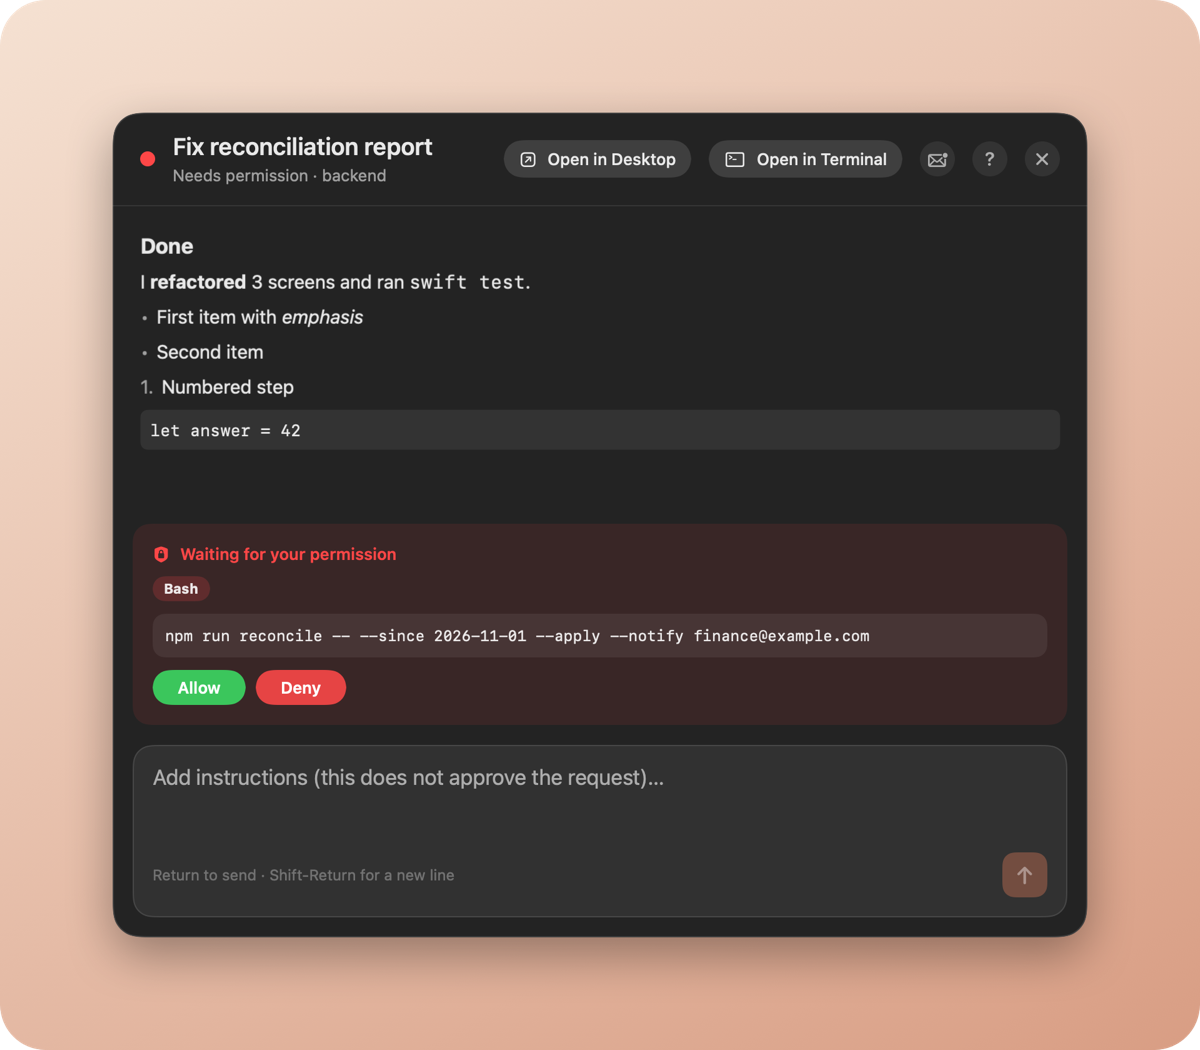 Fix reconciliation report
Needs permission · backend
Open in Desktop
Open in Terminal
?
Done
I refactored 3 screens and ran swift test.
• First item with emphasis
• Second item
1. Numbered step
let answer = 42
Waiting for your permission
Bash
npm run reconcile -- --since 2026-11-01 --apply --notify finance@example.com
Allow
Deny
Add instructions (this does not approve the request)...
Return to send · Shift-Return for a new line